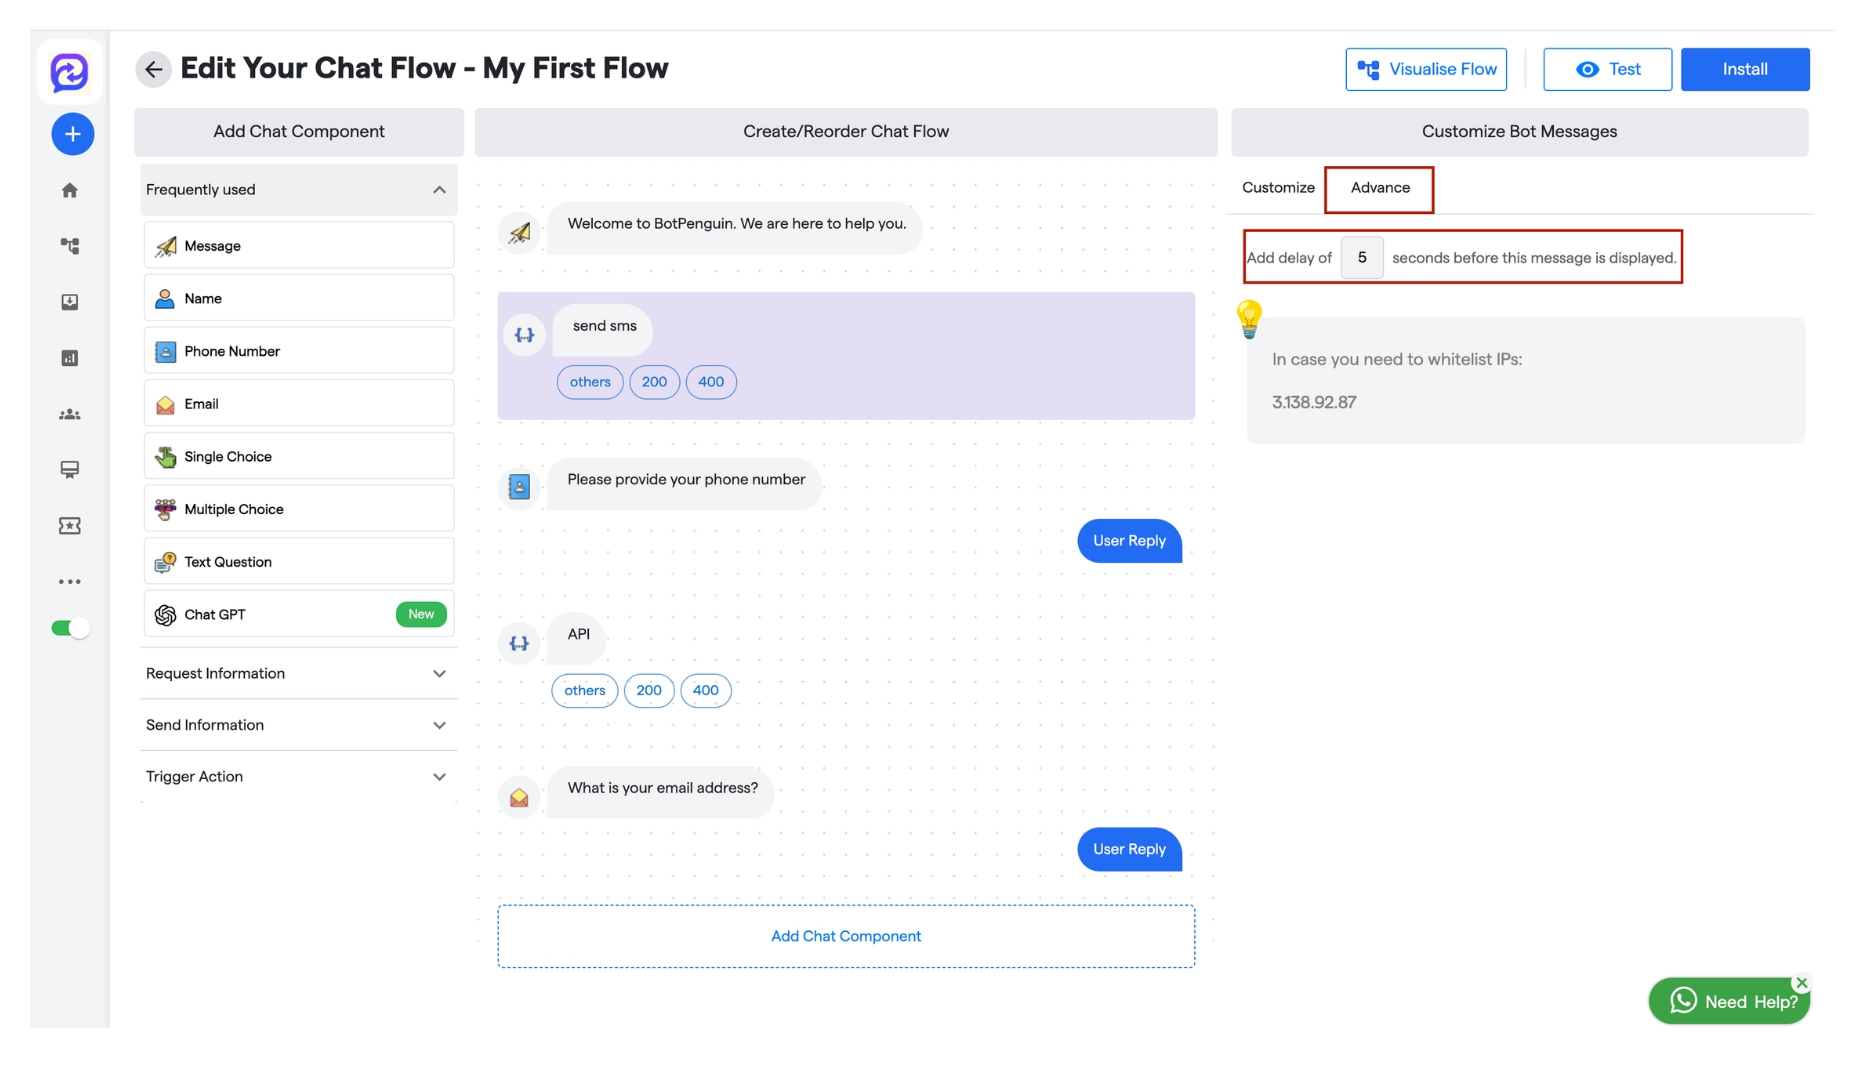 Edit Your Chat Flow - My First Flow
Visualise Flow
Test
Install
Add Chat Component
Create/Reorder Chat Flow
Customize Bot Messages
Frequently used
Message
Name
Phone Number
Email
Single Choice
Multiple Choice
Text Question
Chat GPT New
Request Information
Send Information
Trigger Action
Welcome to BotPenguin. We are here to help you.
send sms
others 200 400
Please provide your phone number
User Reply
API
others 200 400
What is your email address?
User Reply
Add Chat Component
Customize Advance
Add delay of 5 seconds before this message is displayed.
In case you need to whitelist IPs:
3.138.92.87
Need Help?